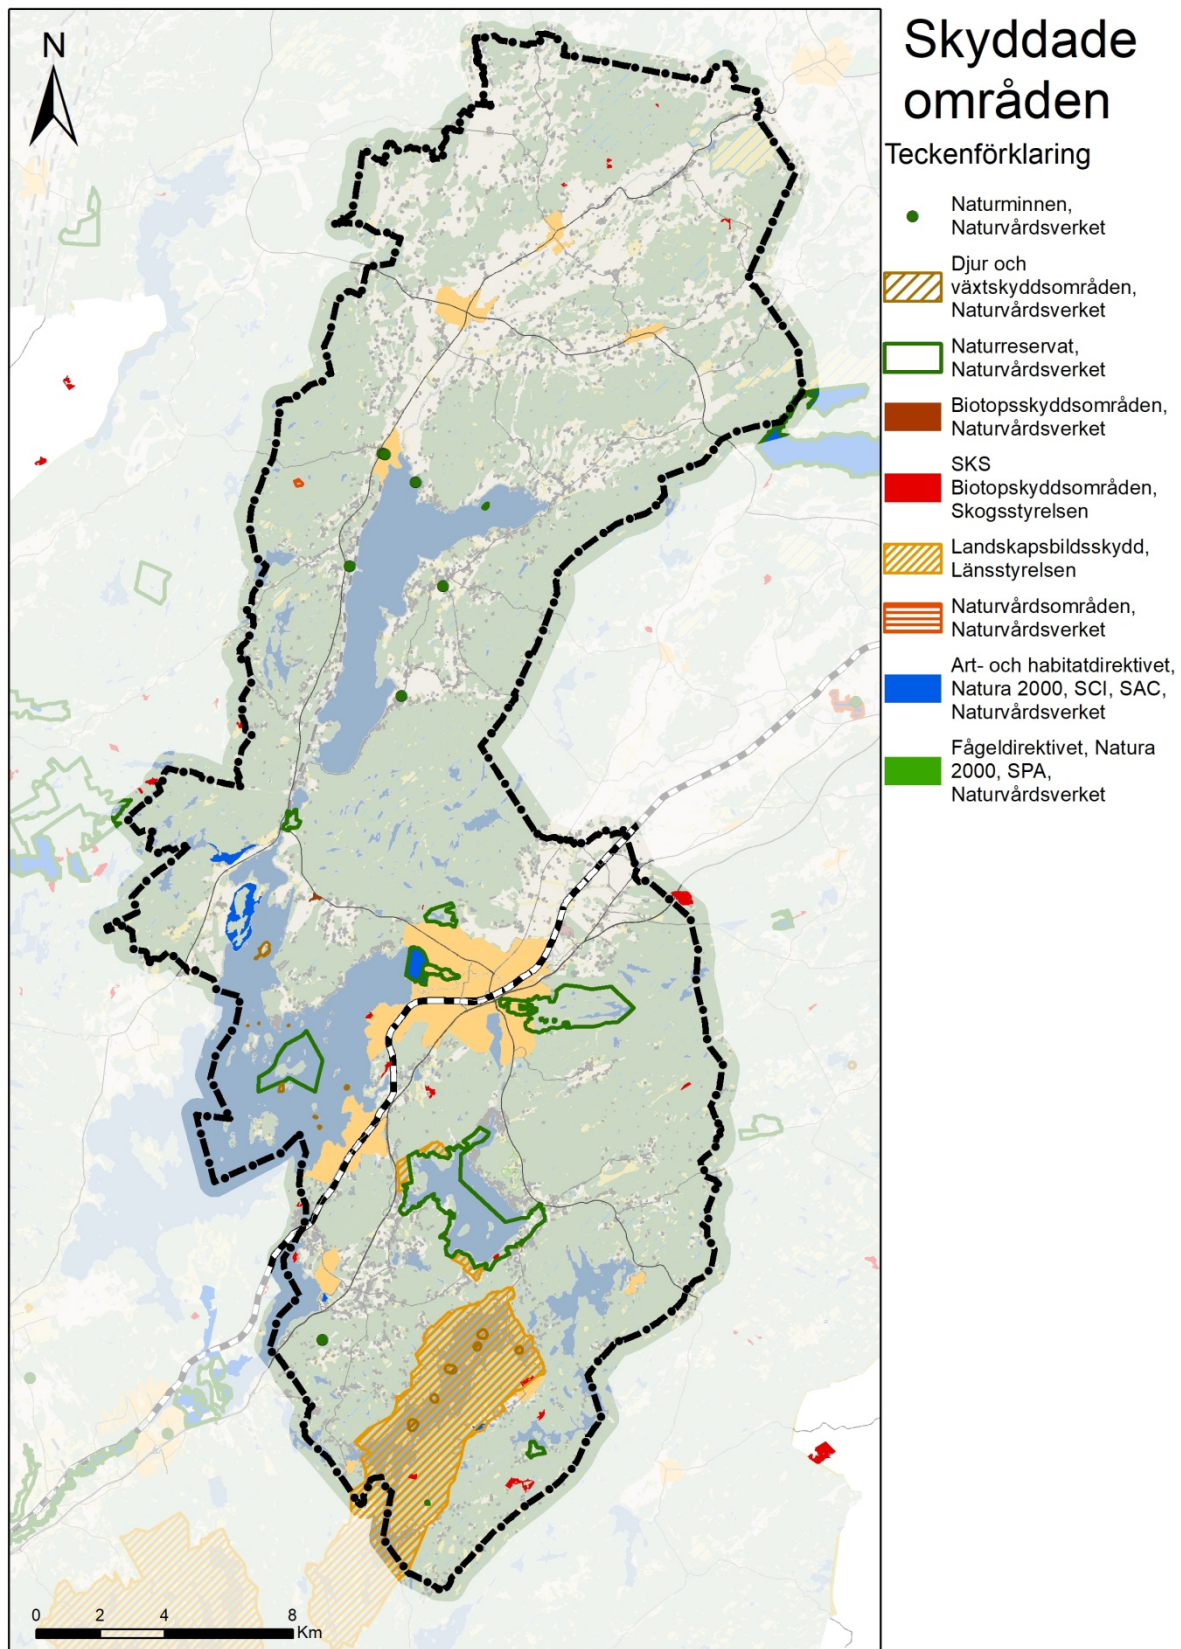 Skyddade
områden
Teckenförklaring
N
Naturminnen,
Naturvårdsverket
Djur och
växtskyddsområden,
Naturvårdsverket
Naturreservat,
Naturvårdsverket
Biotopsskyddsområden,
Naturvårdsverket
SKS
Biotopskyddsområden,
Skogsstyrelsen
Landskapsbildsskydd,
Länsstyrelsen
Naturvårdsområden,
Naturvårdsverket
Art- och habitatdirektivet,
Natura 2000, SCI, SAC,
Naturvårdsverket
Fågeldirektivet, Natura
2000, SPA,
Naturvårdsverket
0 2 4 8
Km